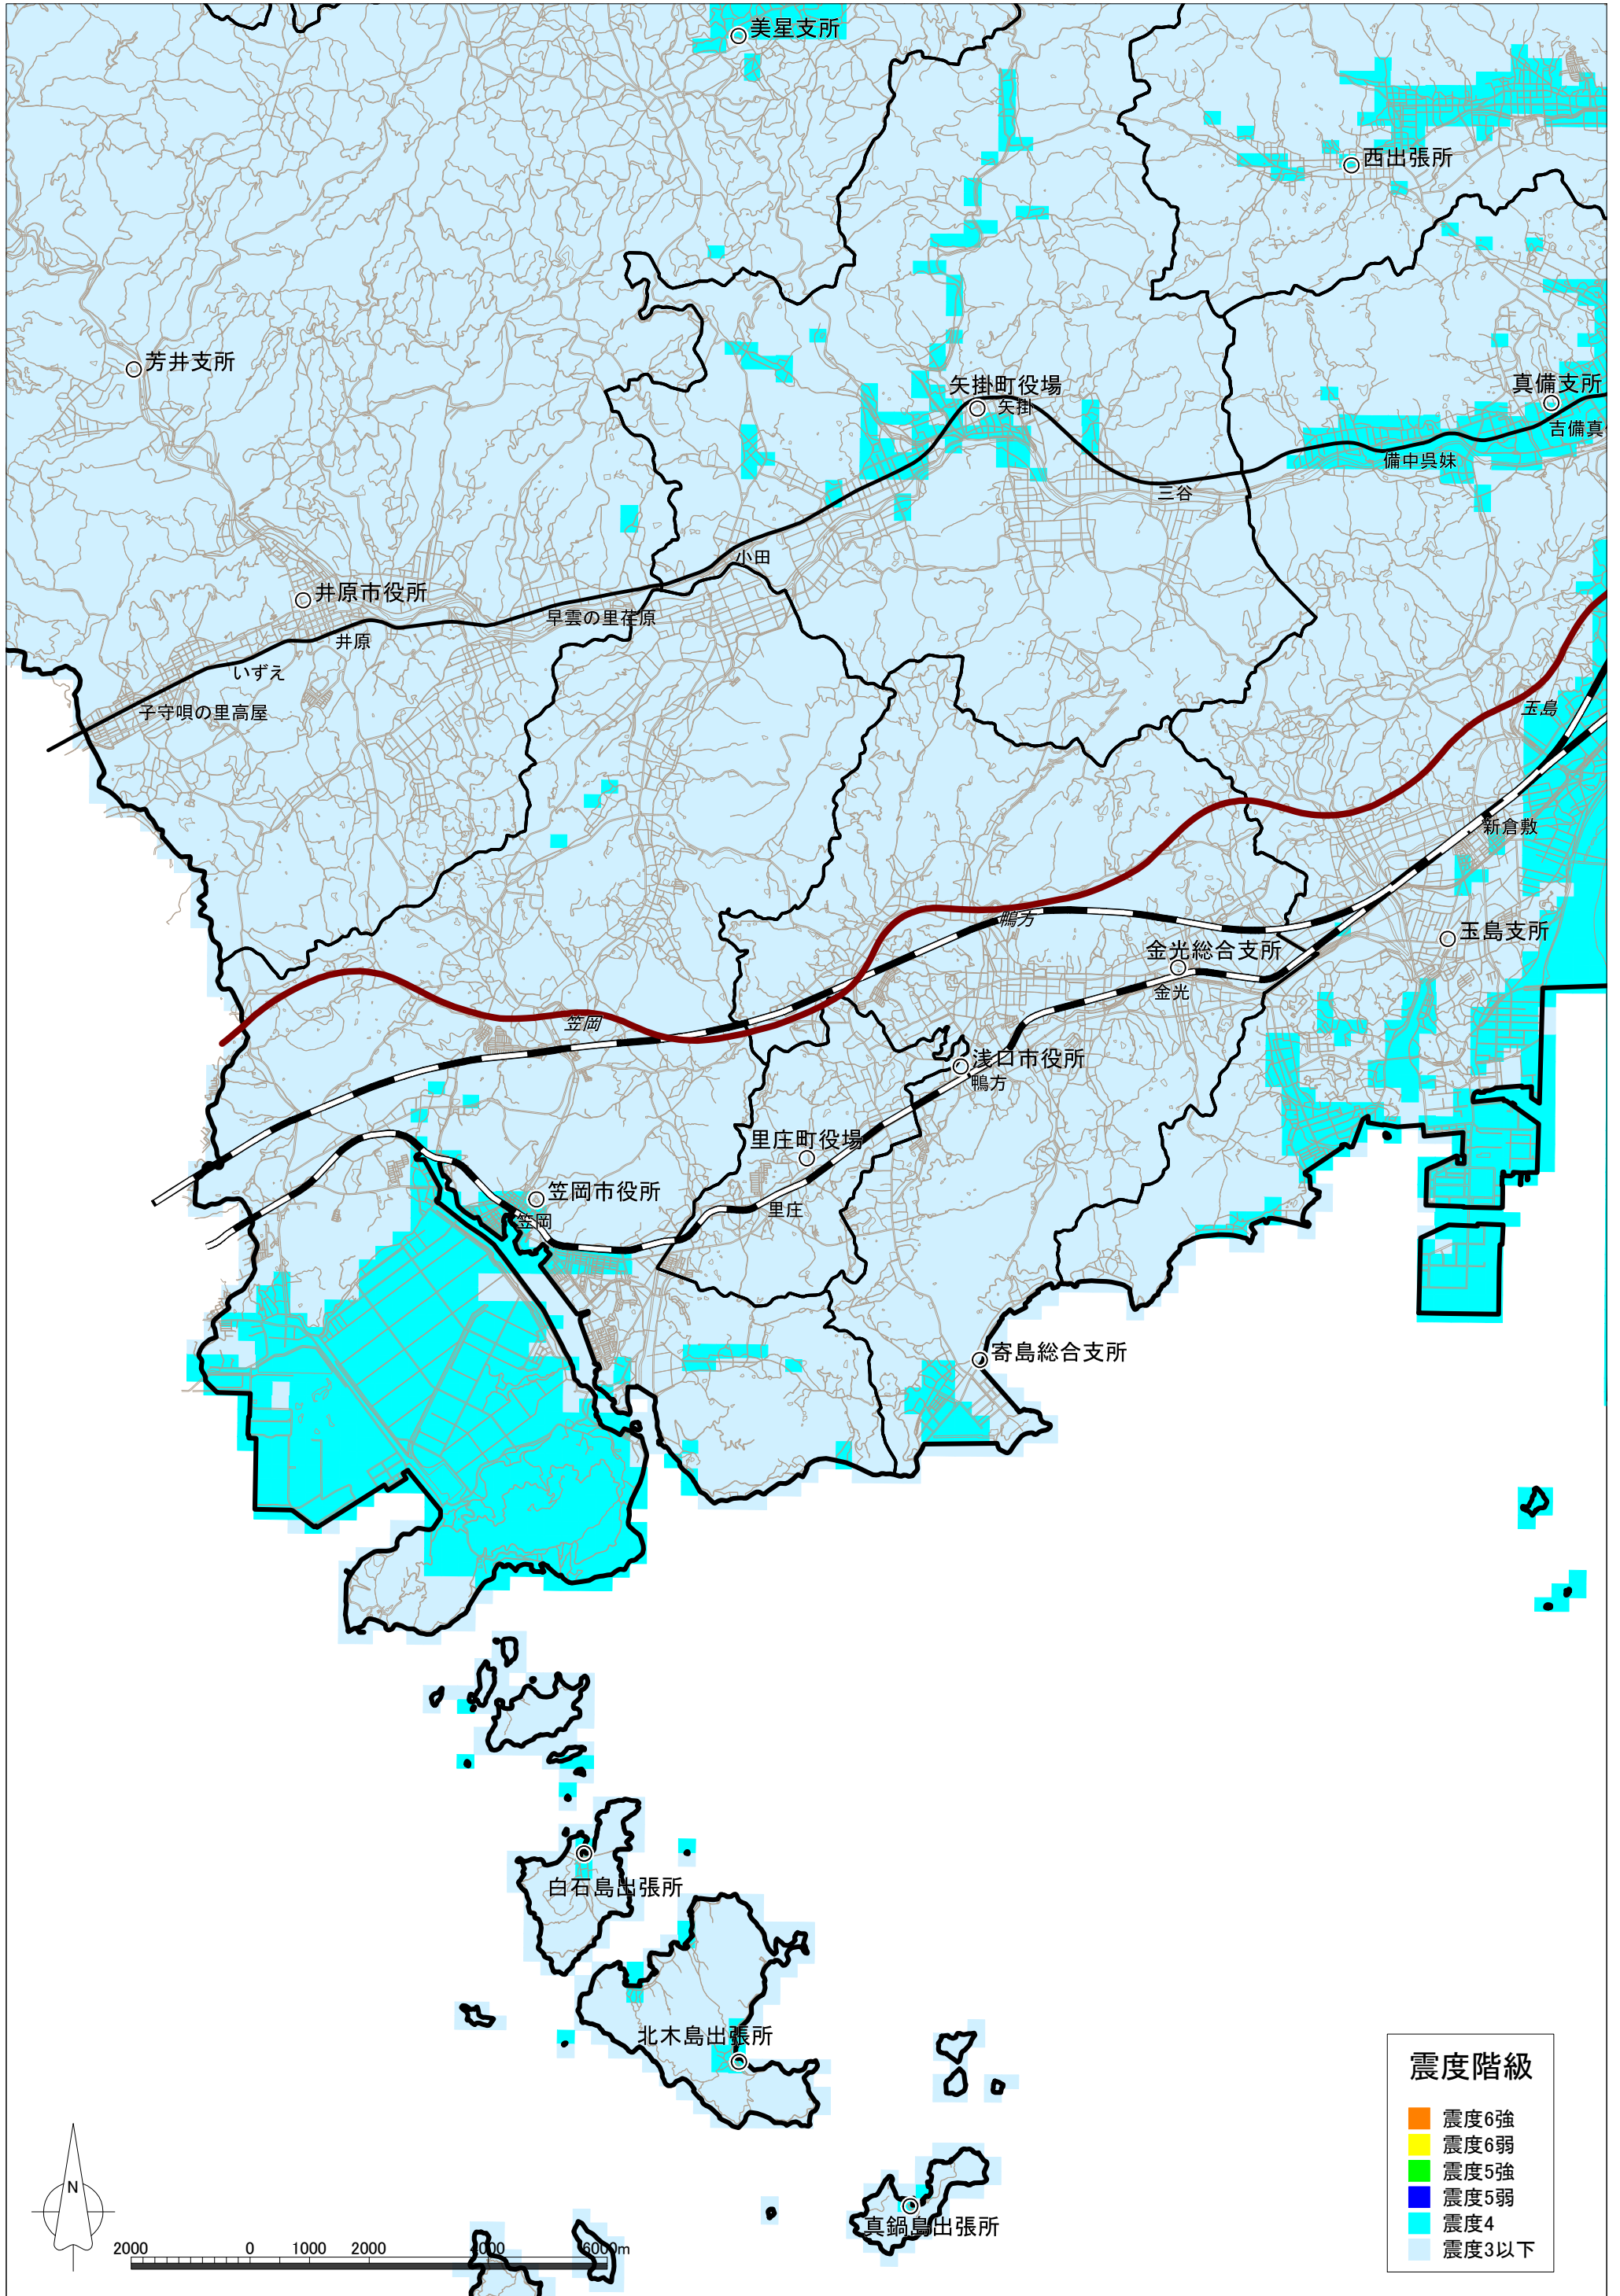 美星支所
西出張所
芳井支所
矢掛町役場
矢掛
真備支所
吉備真
備中呉妹
三谷
小田
井原市役所
早雲の里荏原
井原
いずえ
子守唄の里高屋
玉島
新倉敷
鴨方
玉島支所
金光総合支所
金光
笠岡
浅口市役所
鴨方
里庄町役場
里庄
笠岡市役所
笠岡
寄島総合支所
白石島出張所
北木島出張所
真鍋島出張所
N
2000 0 1000 2000 4000 6000m
震度階級
震度6強
震度6弱
震度5強
震度5弱
震度4
震度3以下